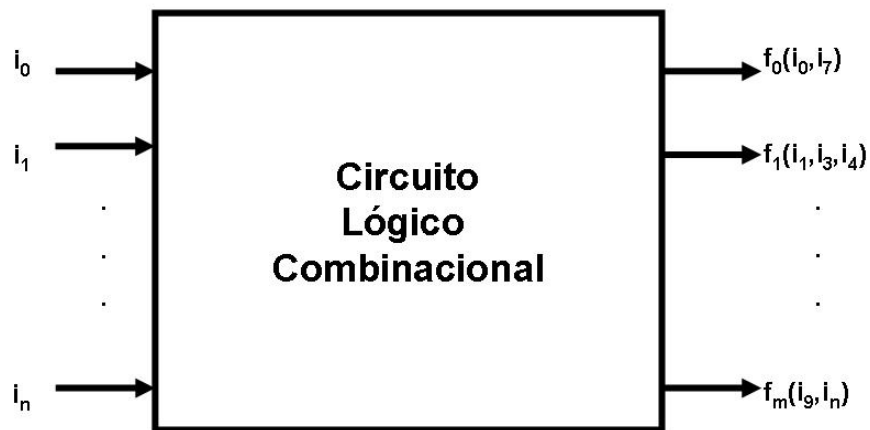 i₀
f₀(i₀,i₇)
i₁
f₁(i₁,i₃,i₄)
Circuito
Lógico
Combinacional
iₙ
fₘ(i₉,iₙ)